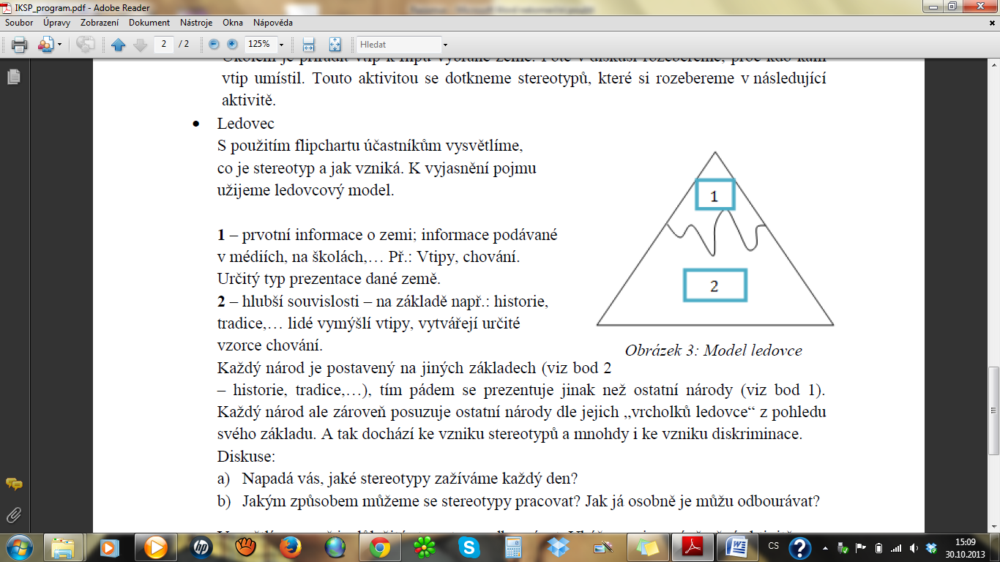 IKSP_program.pdf - Adobe Reader
Soubor Úpravy Zobrazení Dokument Nástroje Okna Nápověda
2 / 2 125% Hledat
vtip umístil. Touto aktivitou se dotkneme stereotypů, které si rozebereme v následující
aktivitě.
• Ledovec
S použitím flipchartu účastníkům vysvětlíme,
co je stereotyp a jak vzniká. K vyjasnění pojmu
užijeme ledovcový model.
1 – prvotní informace o zemi; informace podávané
v médiích, na školách,… Př.: Vtipy, chování.
Určitý typ prezentace dané země.
2 – hlubší souvislosti – na základě např.: historie,
tradice,… lidé vymýšlí vtipy, vytvářejí určité
vzorce chování.
1
2
Obrázek 3: Model ledovce
Každý národ je postavený na jiných základech (viz bod 2
– historie, tradice,…), tím pádem se prezentuje jinak než ostatní národy (viz bod 1).
Každý národ ale zároveň posuzuje ostatní národy dle jejich „vrcholků ledovce“ z pohledu
svého základu. A tak dochází ke vzniku stereotypů a mnohdy i ke vzniku diskriminace.
Diskuse:
a) Napadá vás, jaké stereotypy zažíváme každý den?
b) Jakým způsobem můžeme se stereotypy pracovat? Jak já osobně je můžu odbourávat?
CS
15:09
30.10.2013